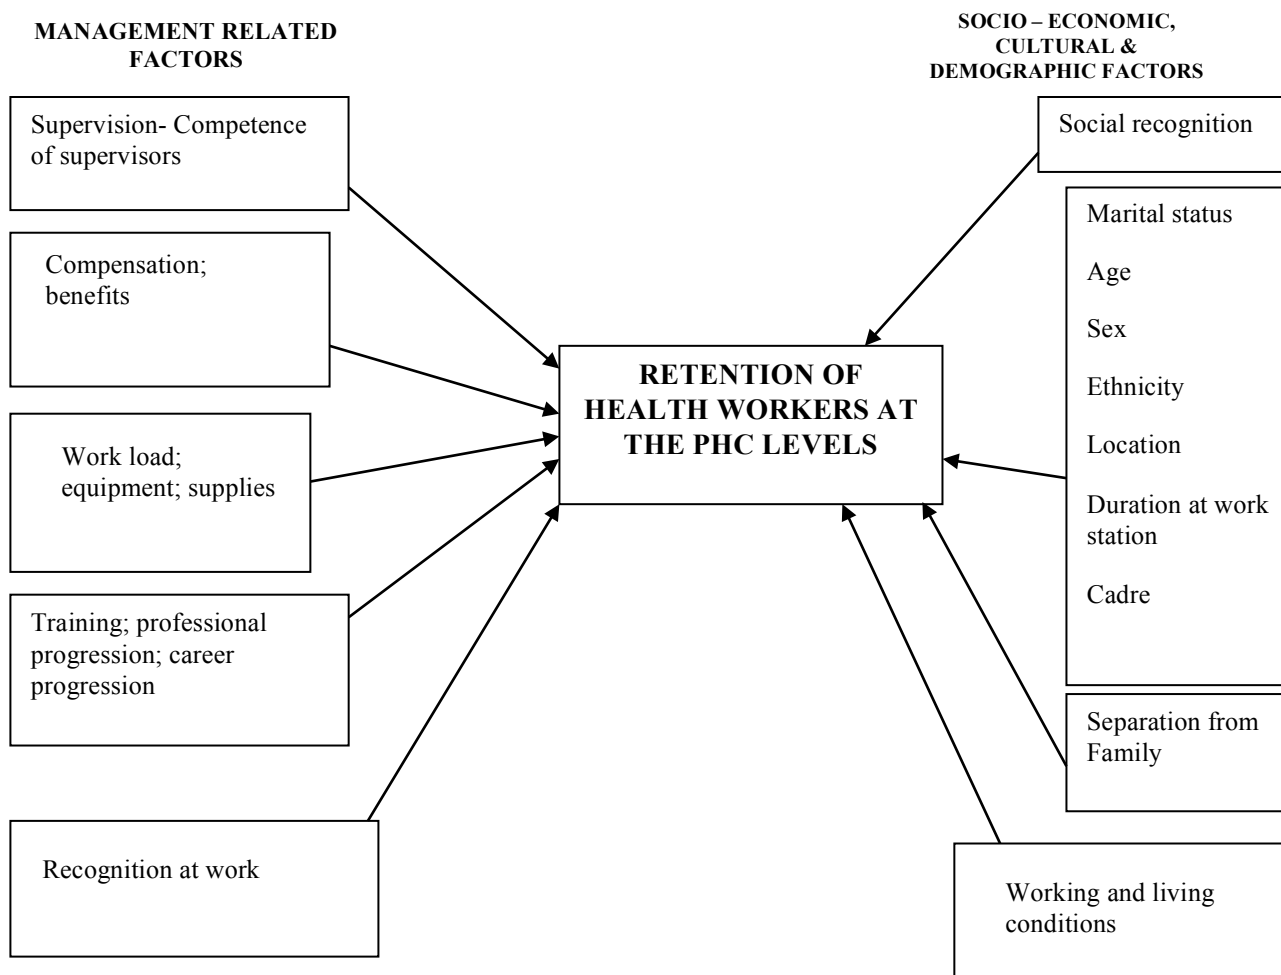 MANAGEMENT RELATED
FACTORS
Supervision- Competence
of supervisors
Compensation;
benefits
Work load;
equipment; supplies
Training; professional
progression; career
progression
Recognition at work
RETENTION OF
HEALTH WORKERS AT
THE PHC LEVELS
SOCIO – ECONOMIC,
CULTURAL &
DEMOGRAPHIC FACTORS
Social recognition
Marital status
Age
Sex
Ethnicity
Location
Duration at work
station
Cadre
Separation from
Family
Working and living
conditions